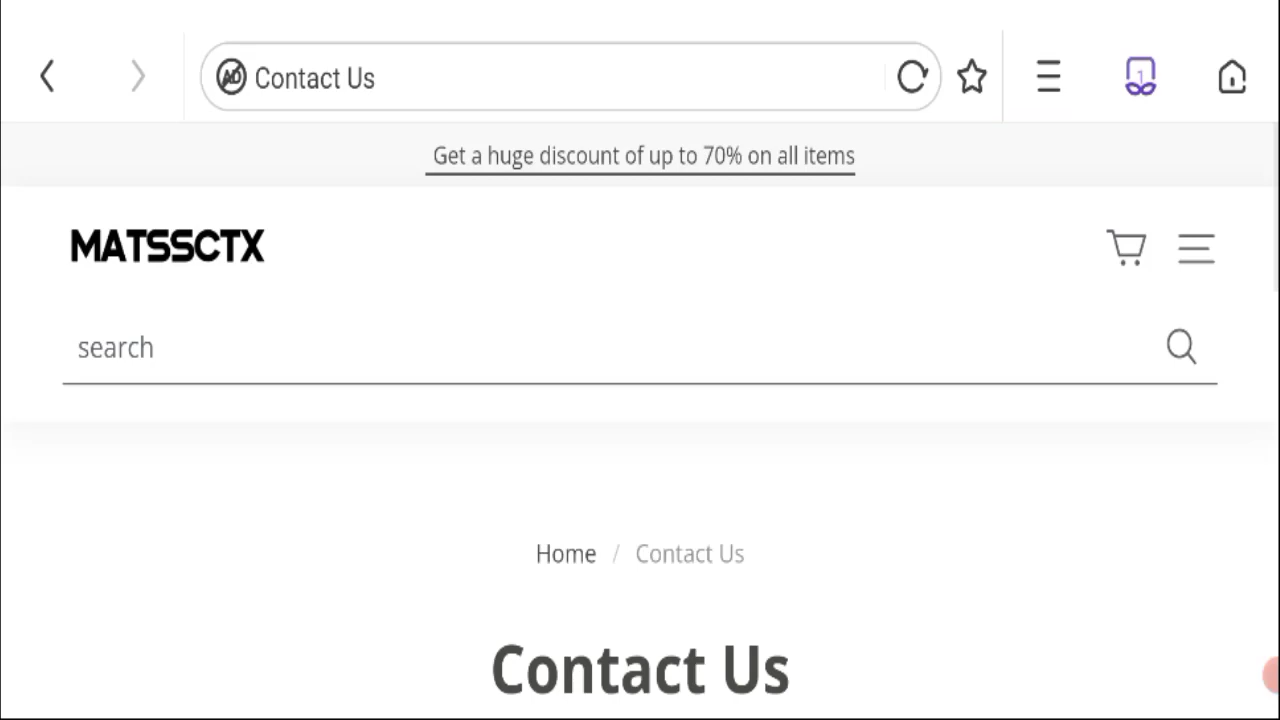 Contact Us
1
Get a huge discount of up to 70% on all items
MATSSCTX
search
Home / Contact Us
Contact Us